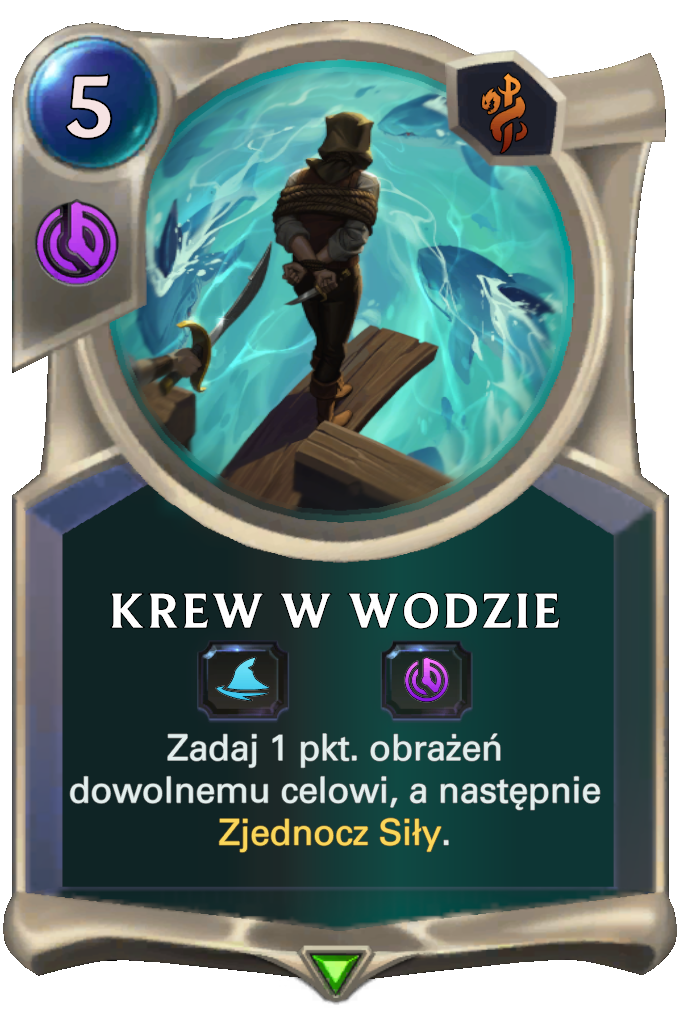 5
KREW W WODZIE
Zadaj 1 pkt. obrażeń
dowolnemu celowi, a następnie
Zjednocz Siły.